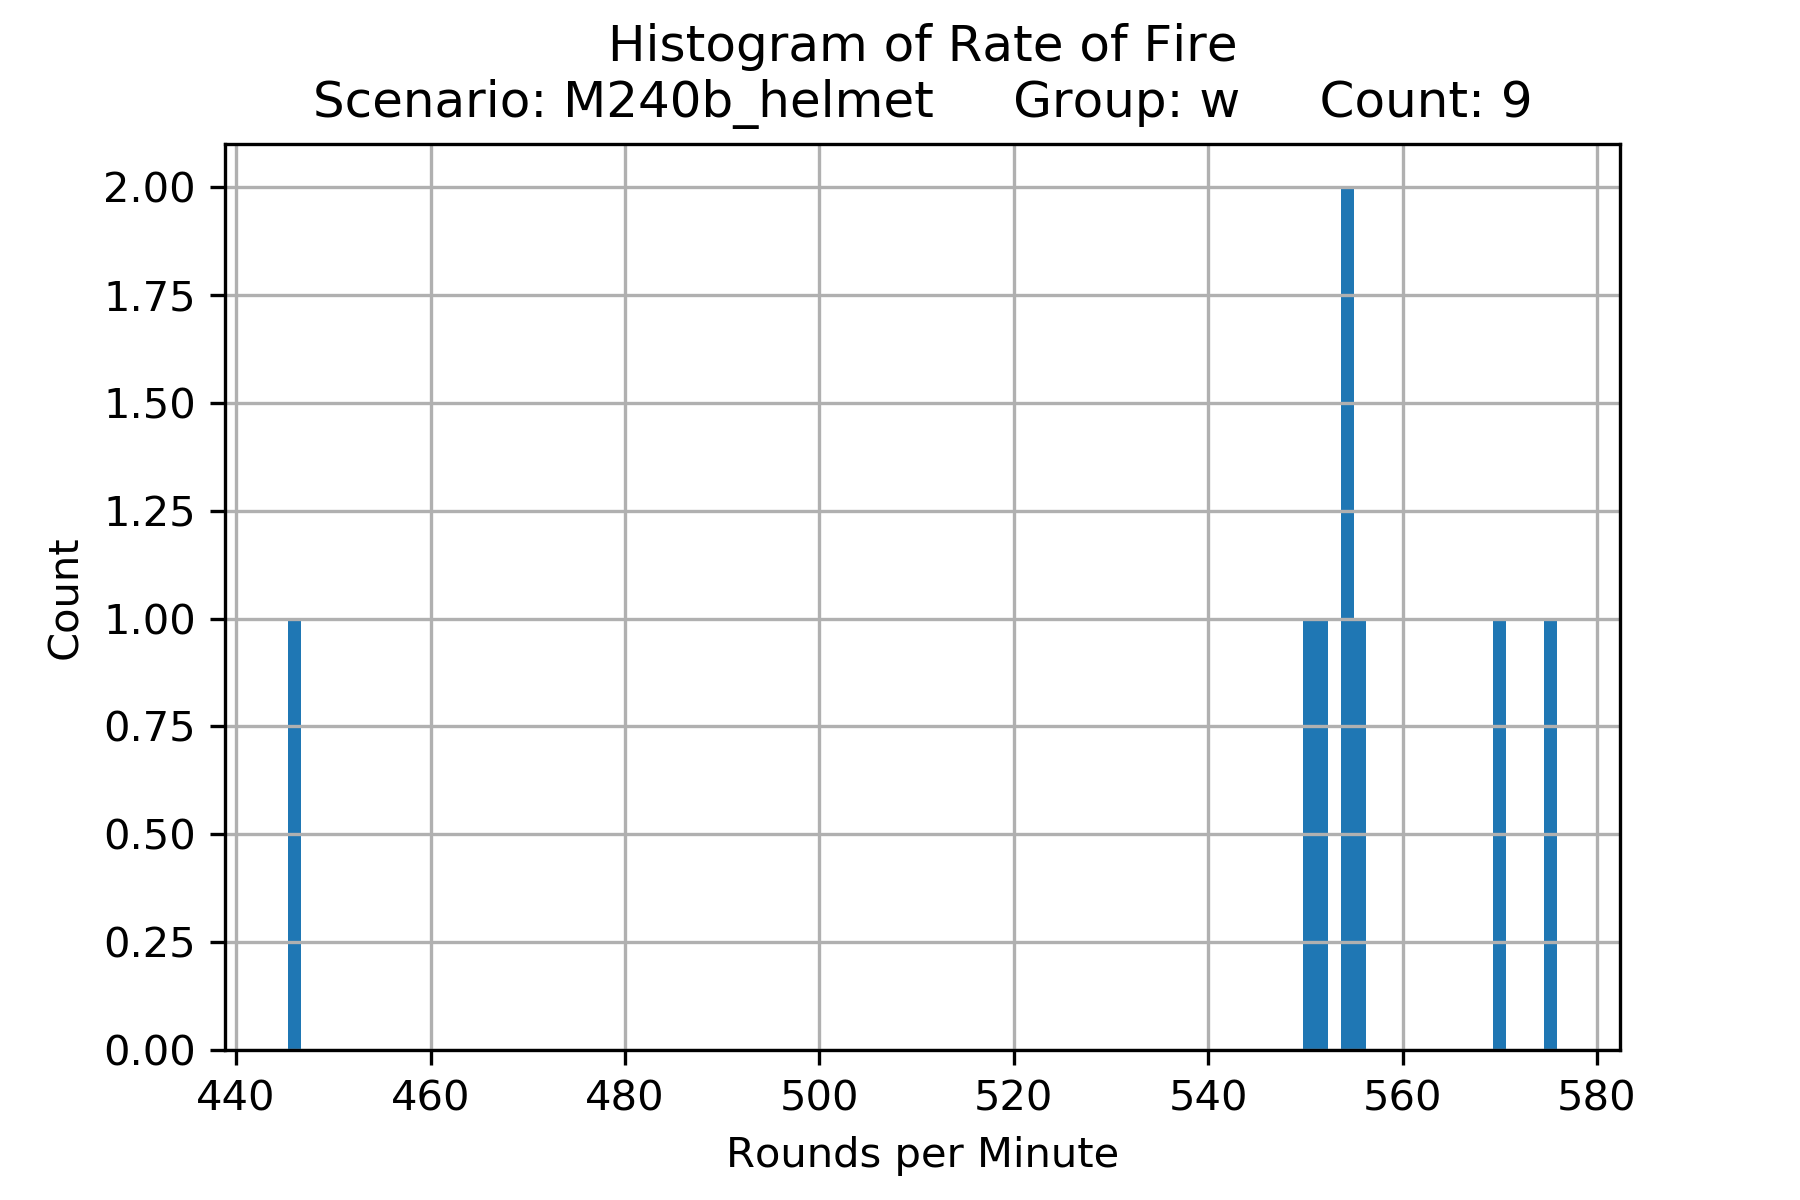 Histogram of Rate of Fire
Scenario: M240b_helmet     Group: w     Count: 9
2.00
1.75
1.50
1.25
1.00
0.75
0.50
0.25
0.00
Count
440 460 480 500 520 540 560 580
Rounds per Minute